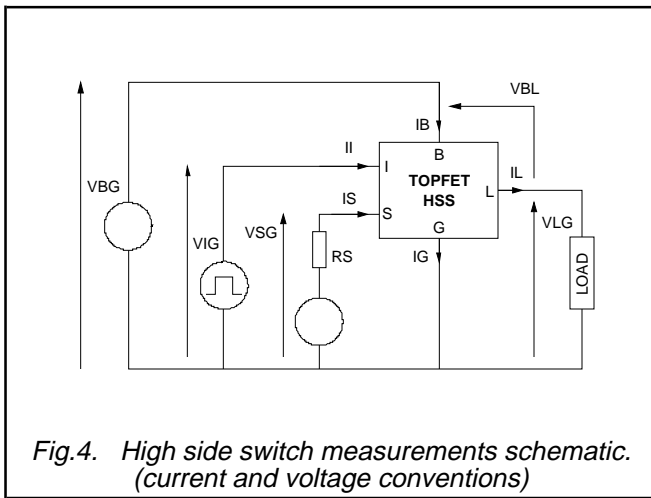 VBL
IB
II
B
I
TOPFET
HSS
L
IL
VBG
IS
S
VSG
G
VLG
VIG
RS
IG
LOAD
Fig.4. High side switch measurements schematic.
(current and voltage conventions)